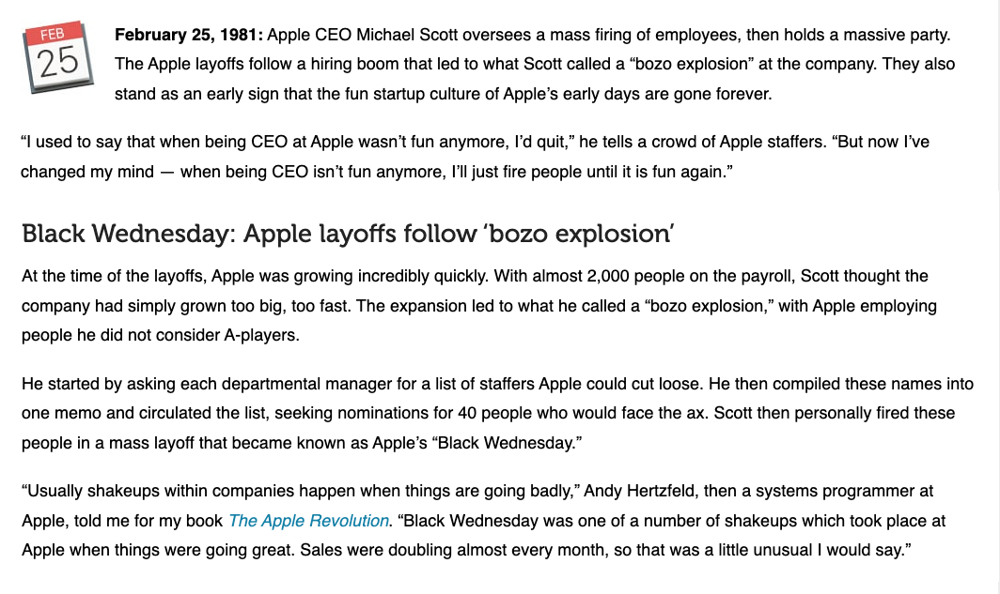 FEB
25
February 25, 1981: Apple CEO Michael Scott oversees a mass firing of employees, then holds a massive party.
The Apple layoffs follow a hiring boom that led to what Scott called a “bozo explosion” at the company. They also
stand as an early sign that the fun startup culture of Apple’s early days are gone forever.
“I used to say that when being CEO at Apple wasn’t fun anymore, I’d quit,” he tells a crowd of Apple staffers. “But now I’ve
changed my mind — when being CEO isn’t fun anymore, I’ll just fire people until it is fun again.”
Black Wednesday: Apple layoffs follow ‘bozo explosion’
At the time of the layoffs, Apple was growing incredibly quickly. With almost 2,000 people on the payroll, Scott thought the
company had simply grown too big, too fast. The expansion led to what he called a “bozo explosion,” with Apple employing
people he did not consider A-players.
He started by asking each departmental manager for a list of staffers Apple could cut loose. He then compiled these names into
one memo and circulated the list, seeking nominations for 40 people who would face the ax. Scott then personally fired these
people in a mass layoff that became known as Apple’s “Black Wednesday.”
“Usually shakeups within companies happen when things are going badly,” Andy Hertzfeld, then a systems programmer at
Apple, told me for my book The Apple Revolution. “Black Wednesday was one of a number of shakeups which took place at
Apple when things were going great. Sales were doubling almost every month, so that was a little unusual I would say.”